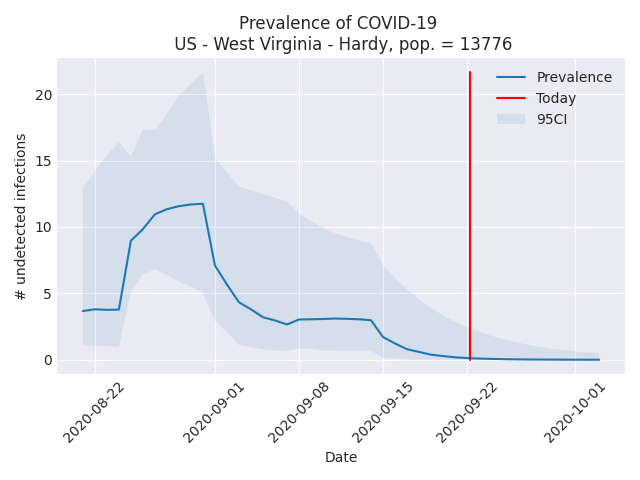 Prevalence of COVID-19
US - West Virginia - Hardy, pop. = 13776
Prevalence
Today
95CI
# undetected infections
20
15
10
5
0
2020-08-22
2020-09-01
2020-09-08
2020-09-15
2020-09-22
2020-10-01
Date